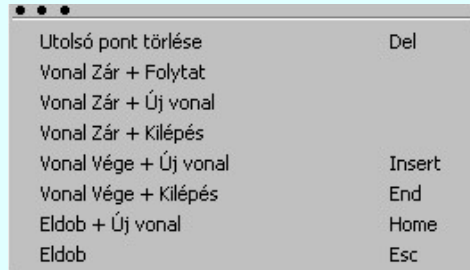 Utolsó pont törlése Del
Vonal Zár + Folytat
Vonal Zár + Új vonal
Vonal Zár + Kilépés
Vonal Vége + Új vonal Insert
Vonal Vége + Kilépés End
Eldob + Új vonal Home
Eldob Esc